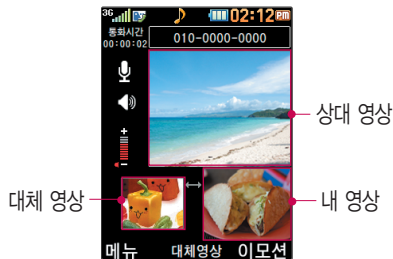 3G 02:12 PM
통화시간
00:00:02
010-0000-0000
상대 영상
대체 영상
내 영상
메뉴 대체영상 이모션